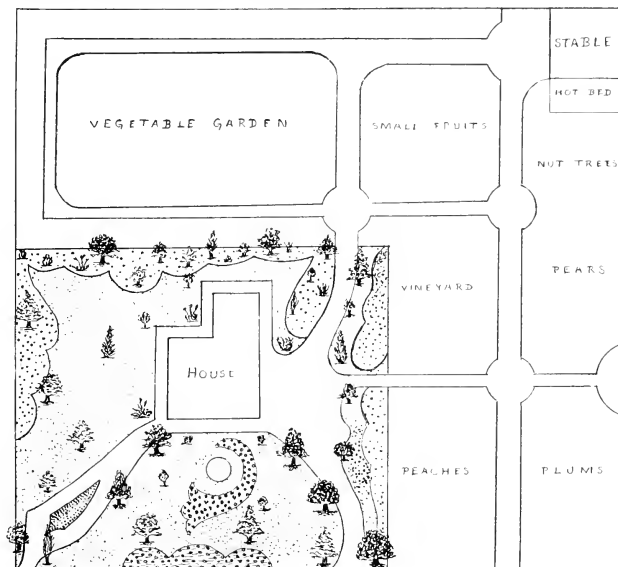 STABLE
HOT BED
VEGETABLE GARDEN
SMALL FRUITS
NUT TREES
VINEYARD
PEARS
HOUSE
PEACHES
PLUMS